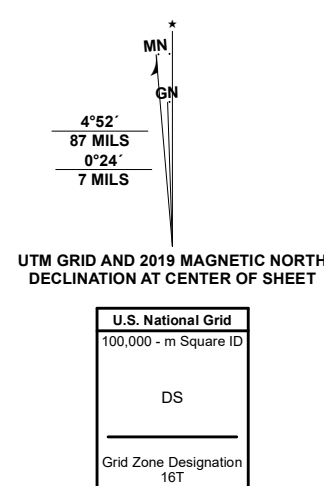 MN
GN
4°52´
87 MILS
0°24´
7 MILS
UTM GRID AND 2019 MAGNETIC NORTH
DECLINATION AT CENTER OF SHEET
U.S. National Grid
100,000 - m Square ID
DS
Grid Zone Designation
16T